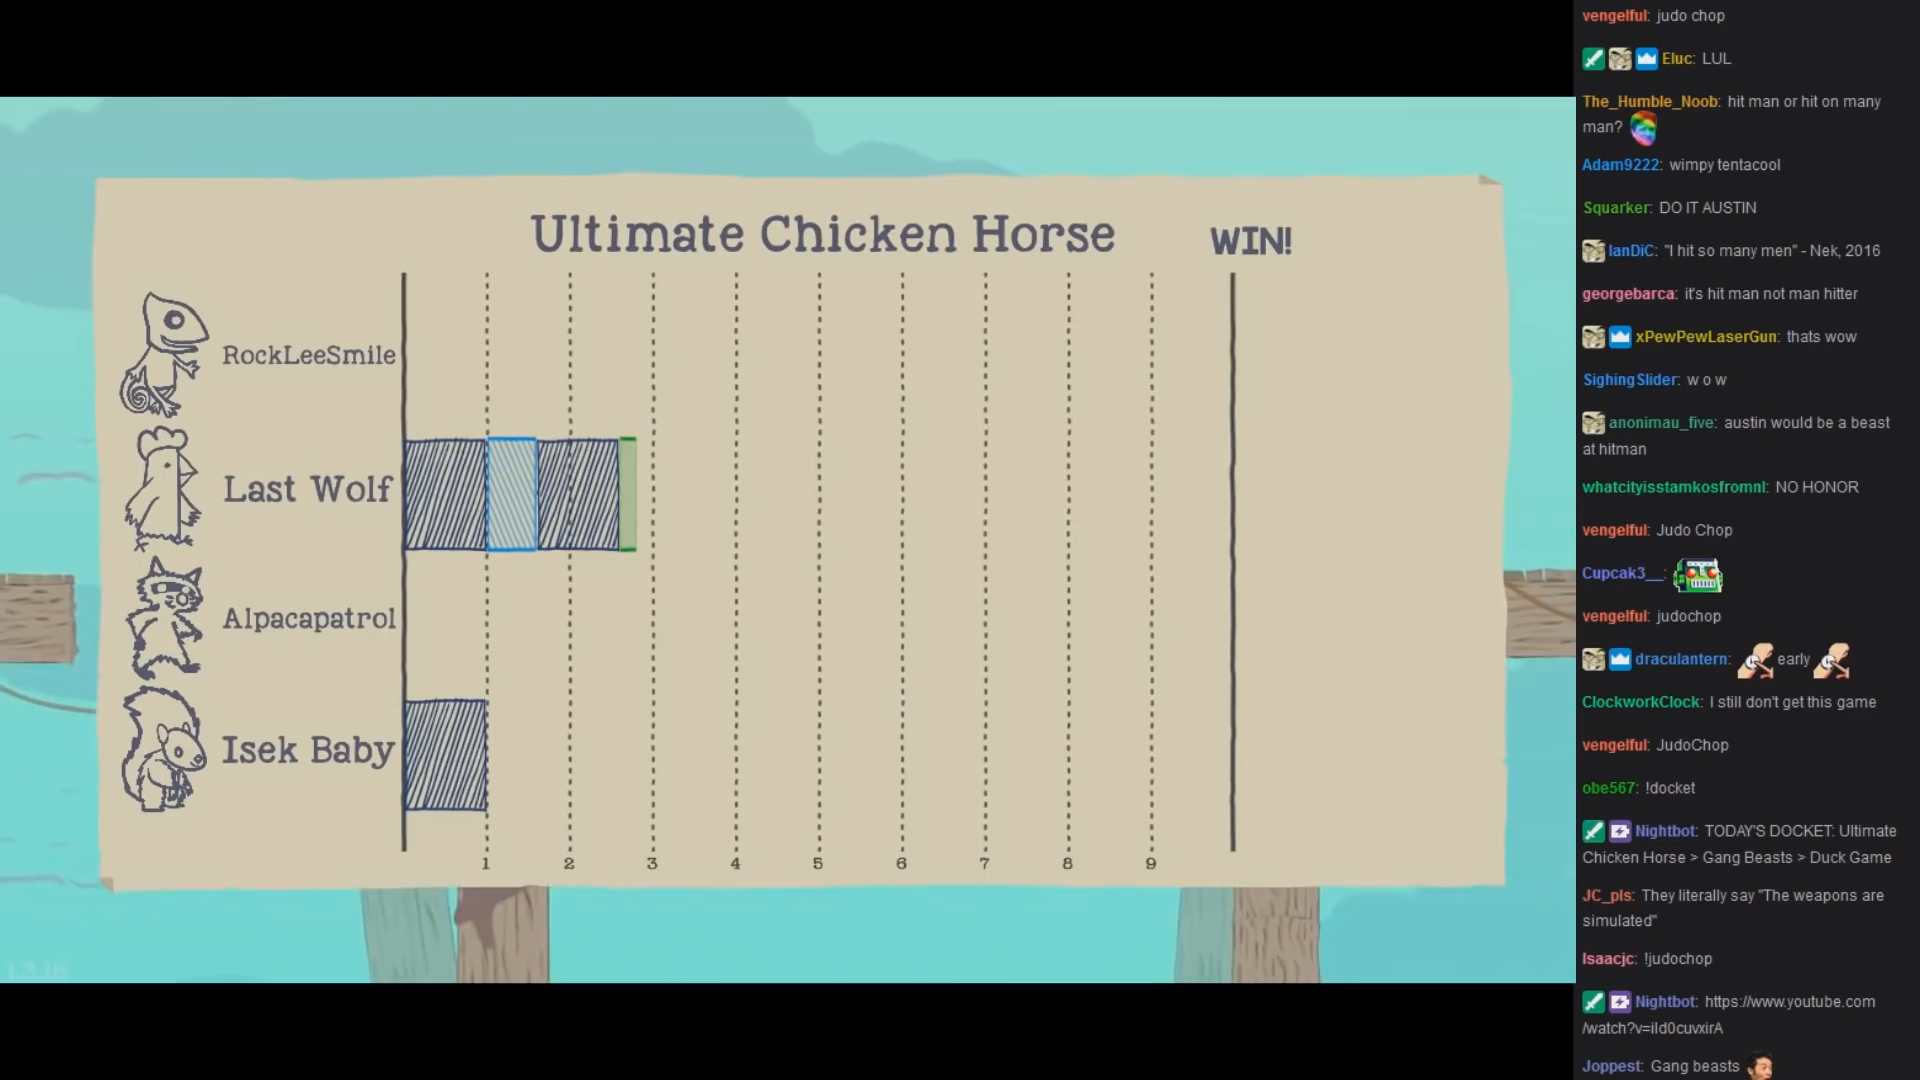 Ultimate Chicken Horse
WIN!
RockLeeSmile
Last Wolf
Alpacapatrol
Isek Baby
1 2 3 4 5 6 7 8 9
vengelful: judo chop
Eluc: LUL
The_Humble_Noob: hit man or hit on many
man?
Adam9222: wimpy tentacool
Squarker: DO IT AUSTIN
IanDiC: "I hit so many men" - Nek, 2016
georgebarca: it's hit man not man hitter
xPewPewLaserGun: thats wow
SighingSlider: w o w
anonimau_five: austin would be a beast
at hitman
whatcityisstamkosfromnl: NO HONOR
vengelful: Judo Chop
Cupcak3__:
vengelful: judochop
draculantern: early
ClockworkClock: I still don't get this game
vengelful: JudoChop
obe567: !docket
Nightbot: TODAY'S DOCKET: Ultimate
Chicken Horse > Gang Beasts > Duck Game
JC_pls: They literally say "The weapons are
simulated"
Isaacjc: !judochop
Nightbot: https://www.youtube.com
/watch?v=iId0cuvxirA
Joppest: Gang beasts